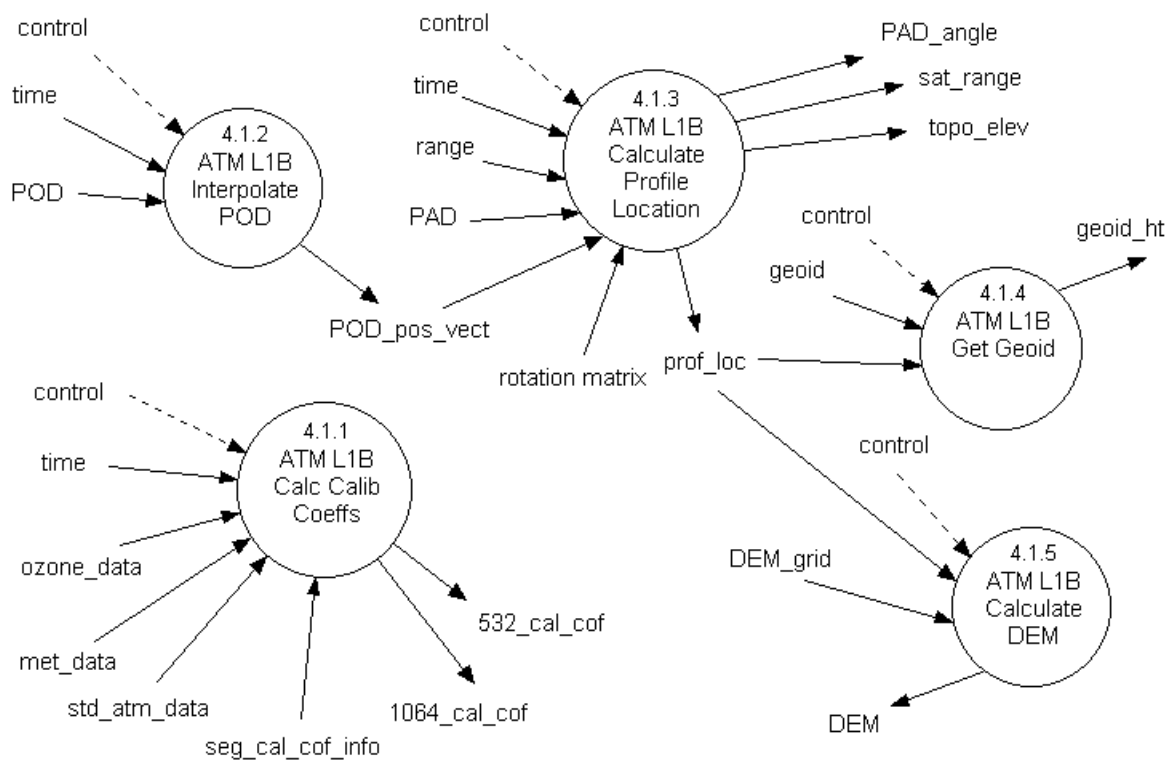 control
time
POD
4.1.2
ATM L1B
Interpolate
POD
POD_pos_vect
control
time
range
PAD
rotation matrix
4.1.3
ATM L1B
Calculate
Profile
Location
PAD_angle
sat_range
topo_elev
prof_loc
control
geoid
4.1.4
ATM L1B
Get Geoid
geoid_ht
control
time
ozone_data
met_data
std_atm_data
seg_cal_cof_info
4.1.1
ATM L1B
Calc Calib
Coeffs
532_cal_cof
1064_cal_cof
control
DEM_grid
4.1.5
ATM L1B
Calculate
DEM
DEM